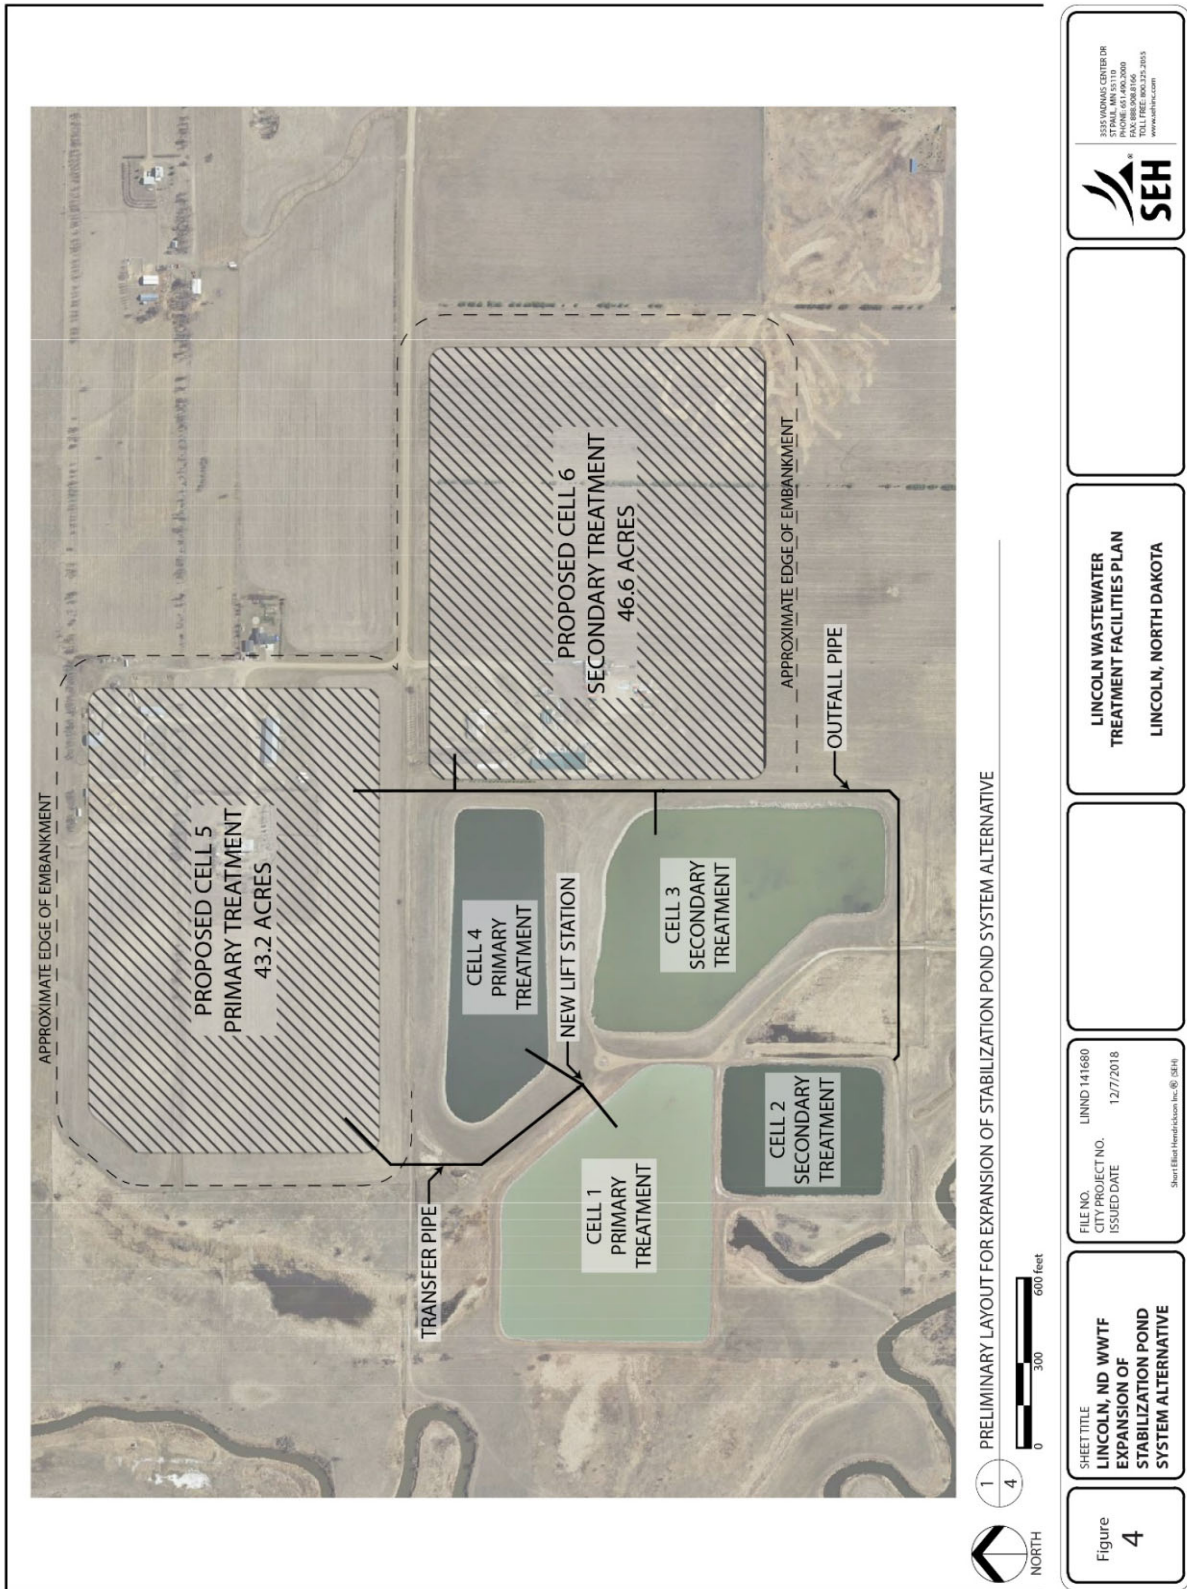 APPROXIMATE EDGE OF EMBANKMENT
PROPOSED CELL 5
PRIMARY TREATMENT
43.2 ACRES
TRANSFER PIPE
CELL 4
PRIMARY
TREATMENT
NEW LIFT STATION
PROPOSED CELL 6
SECONDARY TREATMENT
46.6 ACRES
CELL 1
PRIMARY
TREATMENT
CELL 3
SECONDARY
TREATMENT
CELL 2
SECONDARY
TREATMENT
APPROXIMATE EDGE OF EMBANKMENT
OUTFALL PIPE
NORTH
1
4
PRELIMINARY LAYOUT FOR EXPANSION OF STABILIZATION POND SYSTEM ALTERNATIVE
0 300 600 feet
Figure
4
SHEET TITLE
LINCOLN, ND WWTF
EXPANSION OF
STABILIZATION POND
SYSTEM ALTERNATIVE
FILE NO. LINND 141680
CITY PROJECT NO.
ISSUED DATE 12/7/2018
Short Elliot Hendrickson Inc.® (SEH)
LINCOLN WASTEWATER
TREATMENT FACILITIES PLAN
LINCOLN, NORTH DAKOTA
SEH®
3535 VADNAIS CENTER DR
ST PAUL, MN 55110
PHONE: 651.490.2000
FAX: 888.908.8166
TOLL FREE: 800.325.2055
www.sehinc.com